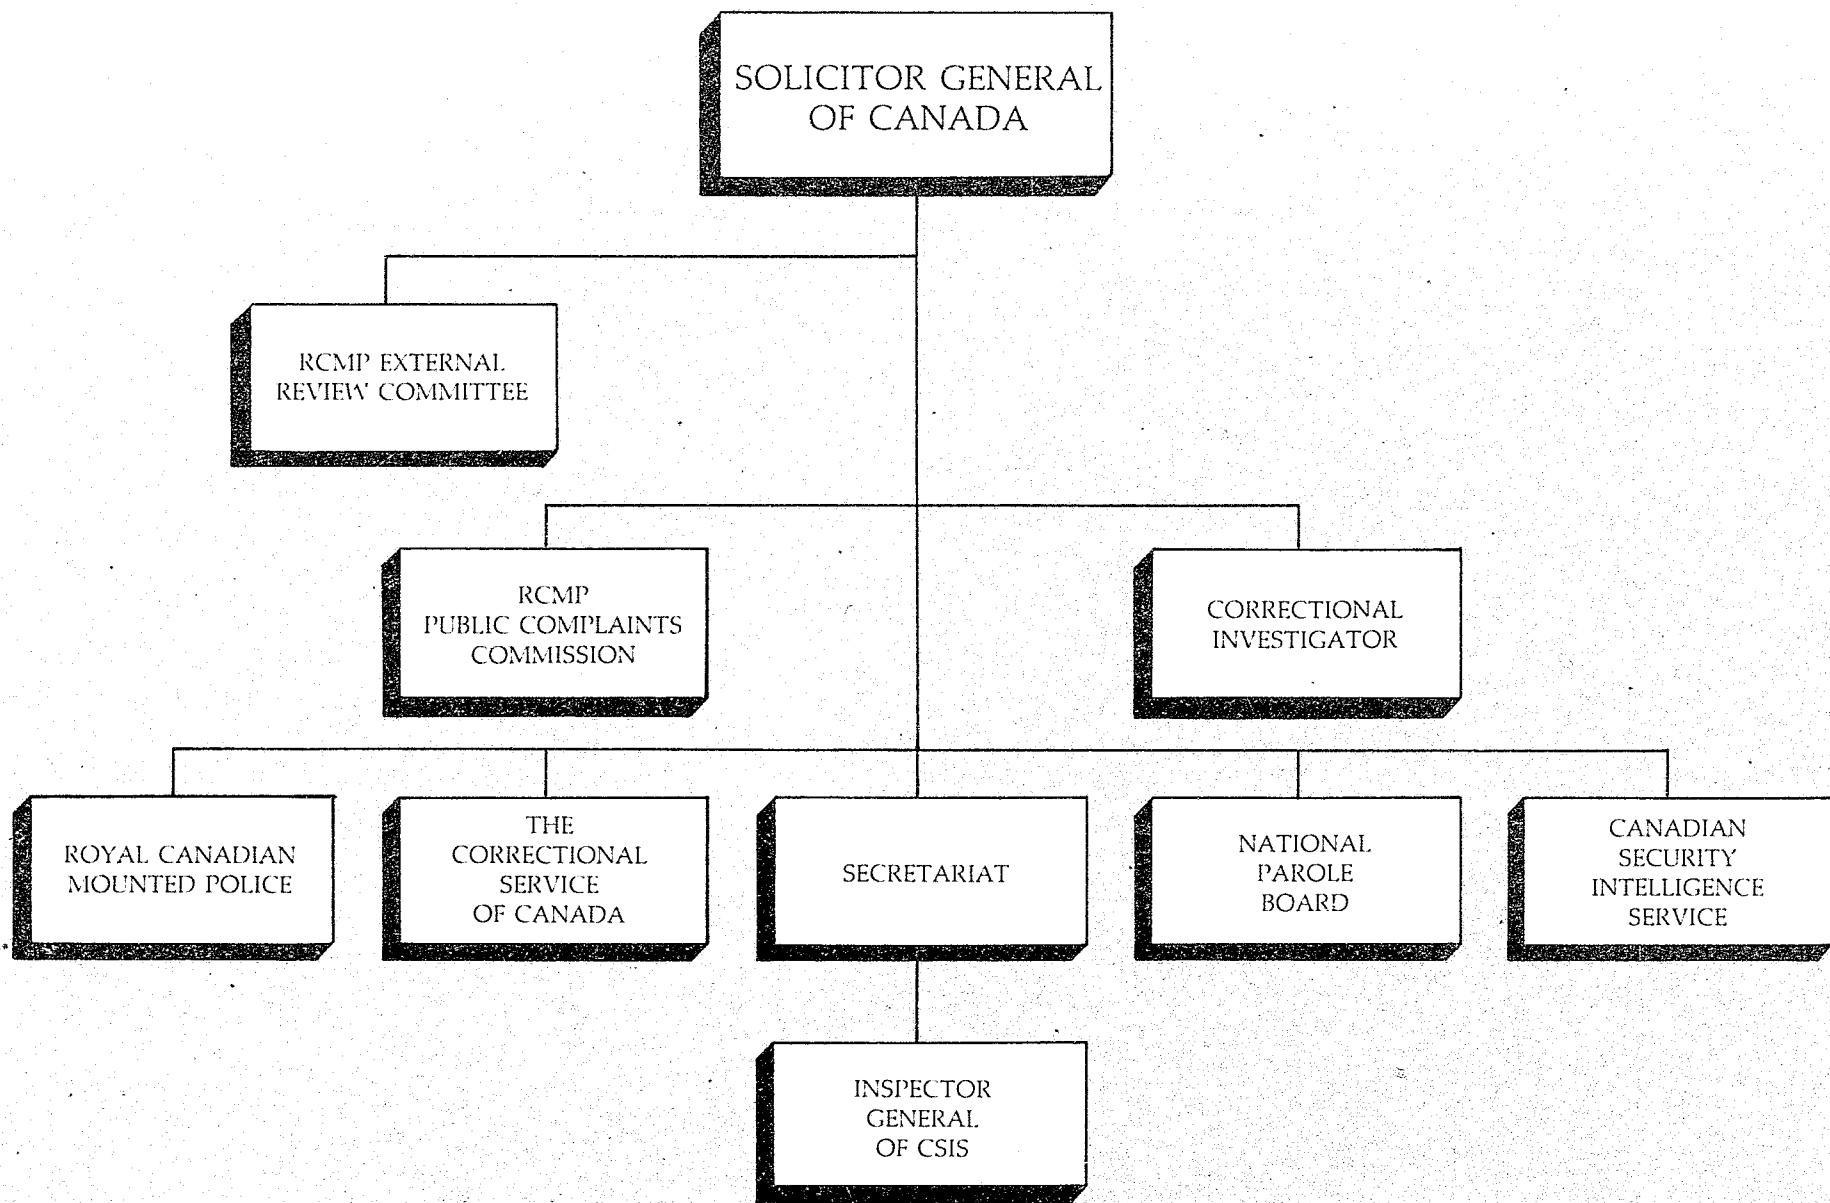 SOLICITOR GENERAL
OF CANADA
RCMP EXTERNAL
REVIEW COMMITTEE
RCMP
PUBLIC COMPLAINTS
COMMISSION
CORRECTIONAL
INVESTIGATOR
ROYAL CANADIAN
MOUNTED POLICE
THE
CORRECTIONAL
SERVICE
OF CANADA
SECRETARIAT
NATIONAL
PAROLE
BOARD
CANADIAN
SECURITY
INTELLIGENCE
SERVICE
INSPECTOR
GENERAL
OF CSIS